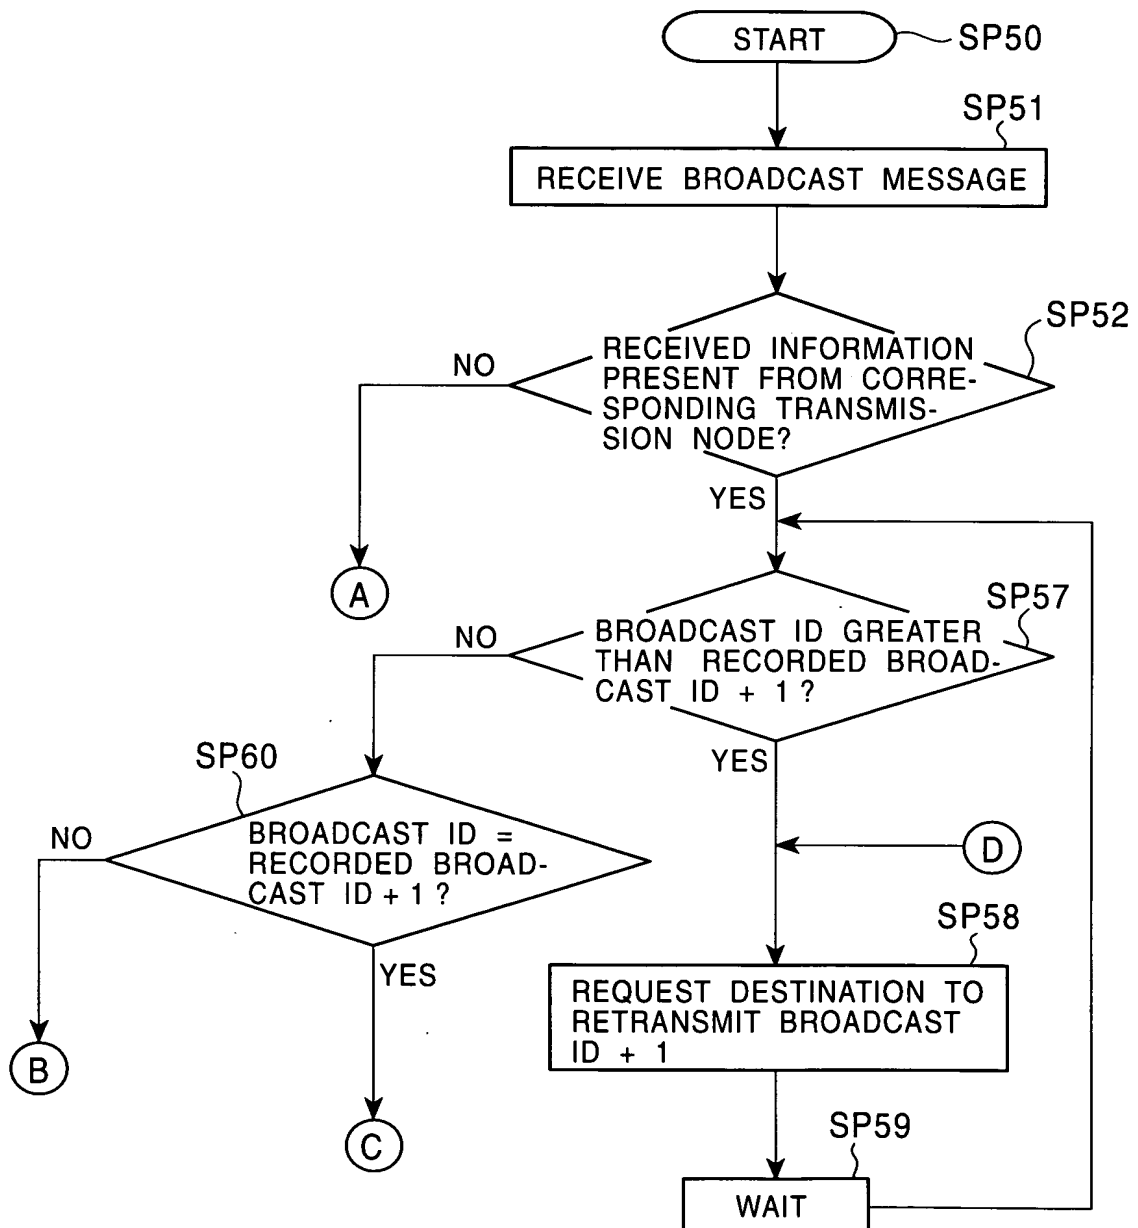 START
SP50
SP51
RECEIVE BROADCAST MESSAGE
SP52
RECEIVED INFORMATION
PRESENT FROM CORRE-
SPONDING TRANSMIS-
SION NODE?
NO
YES
A
SP57
BROADCAST ID GREATER
THAN RECORDED BROAD-
CAST ID + 1 ?
NO
YES
SP60
BROADCAST ID =
RECORDED BROAD-
CAST ID + 1 ?
NO
YES
D
SP58
REQUEST DESTINATION TO
RETRANSMIT BROADCAST
ID + 1
B
C
SP59
WAIT